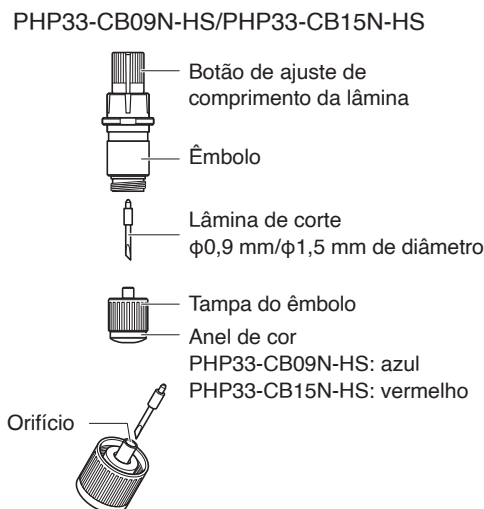 PHP33-CB09N-HS/PHP33-CB15N-HS
Botão de ajuste de
comprimento da lâmina
Êmbolo
Lâmina de corte
φ0,9 mm/φ1,5 mm de diâmetro
Tampa do êmbolo
Anel de cor
PHP33-CB09N-HS: azul
PHP33-CB15N-HS: vermelho
Orifício